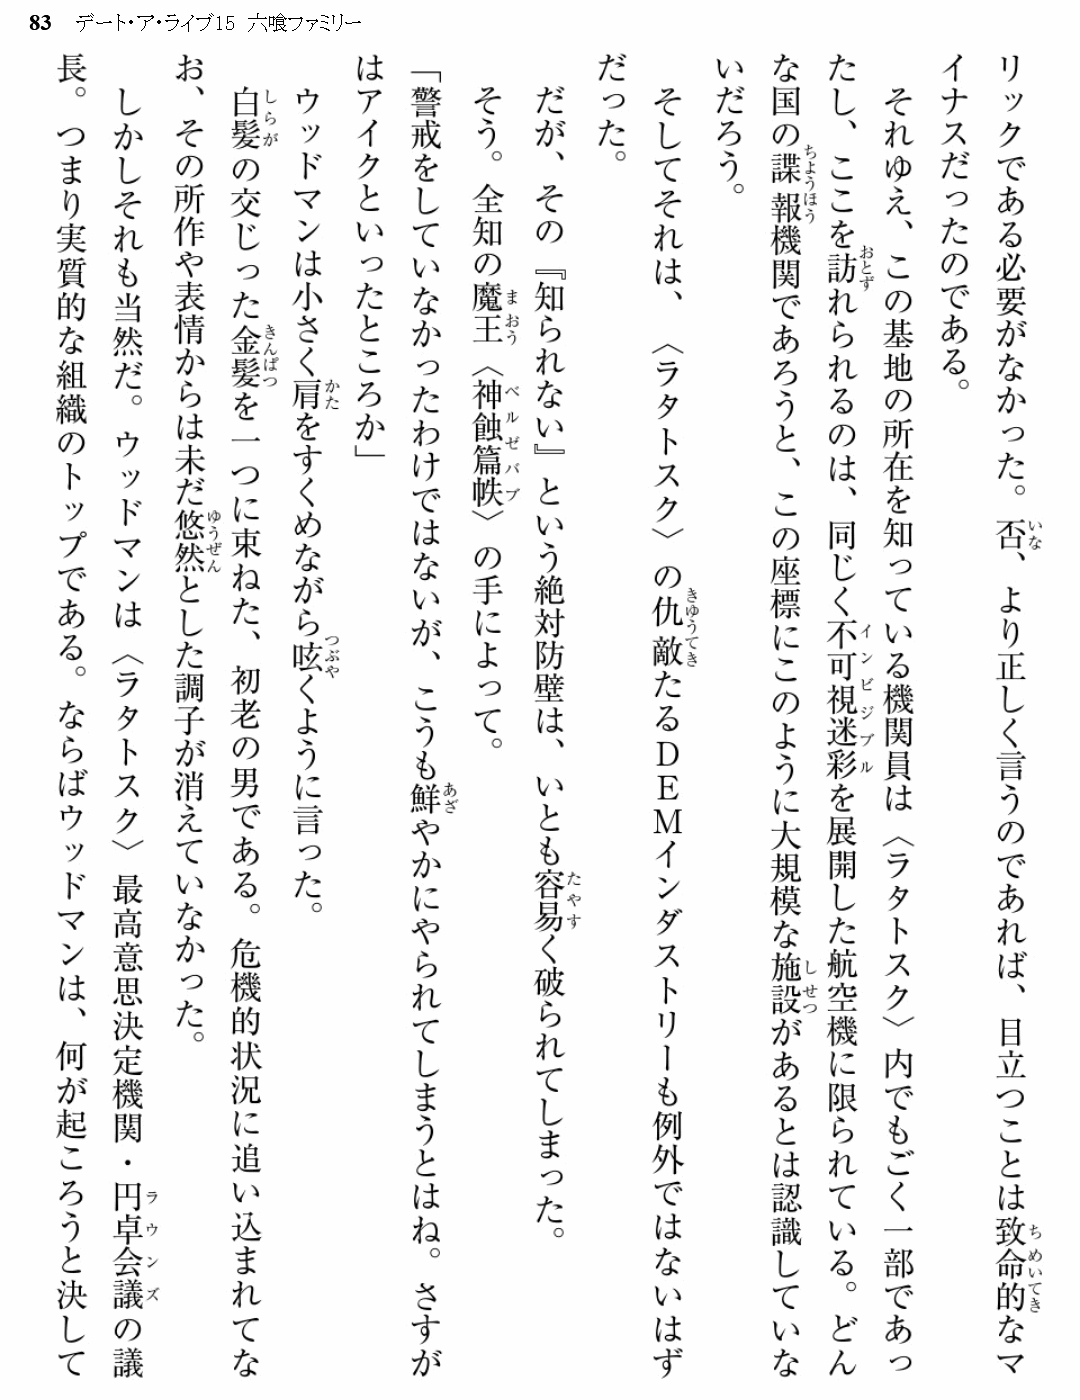 83 デート・ア・ライブ15 六喰ファミリー
リックである必要がなかった。否、より正しく言うのであれば、目立つことは致命的なマ
イナスだったのである。
それゆえ、この基地の所在を知っている機関員は〈ラタトスク〉内でもごく一部であっ
たし、ここを訪れられるのは、同じく不可視迷彩を展開した航空機に限られている。どん
な国の諜報機関であろうと、この座標にこのように大規模な施設があるとは認識していな
いだろう。
そしてそれは、〈ラタトスク〉の仇敵たるＤＥＭインダストリーも例外ではないはず
だった。
だが、その『知られない』という絶対防壁は、いとも容易く破られてしまった。
そう。全知の魔王〈神蝕篇帙〉の手によって。
「警戒をしていなかったわけではないが、こうも鮮やかにやられてしまうとはね。さすが
はアイクといったところか」
ウッドマンは小さく肩をすくめながら呟くように言った。
白髪の交じった金髪を一つに束ねた、初老の男である。危機的状況に追い込まれてな
お、その所作や表情からは未だ悠然とした調子が消えていなかった。
しかしそれも当然だ。ウッドマンは〈ラタトスク〉最高意思決定機関・円卓会議の議
長。つまり実質的な組織のトップである。ならばウッドマンは、何が起ころうと決して